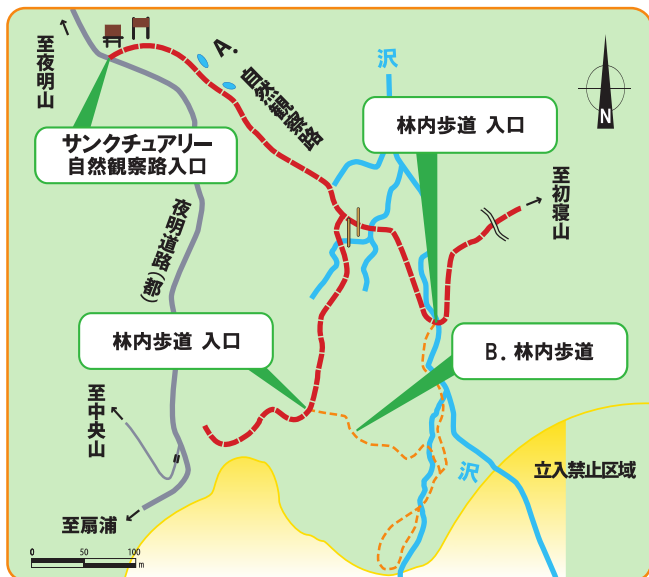 至夜明山
A.
自然観察路
沢
N
サンクチュアリー
自然観察路入口
林内歩道 入口
至初寝山
夜明道路(都)
林内歩道 入口
B. 林内歩道
至中央山
沢
立入禁止区域
至扇浦
0 50 100
m